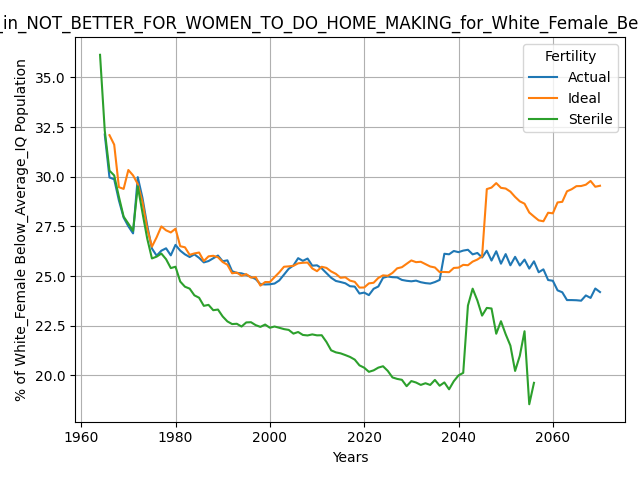 _in_NOT_BETTER_FOR_WOMEN_TO_DO_HOME_MAKING_for_White_Female_Be
% of White_Female Below_Average_IQ Population
35.0
32.5
30.0
27.5
25.0
22.5
20.0
Fertility
Actual
Ideal
Sterile
1960
1980
2000
2020
2040
2060
Years